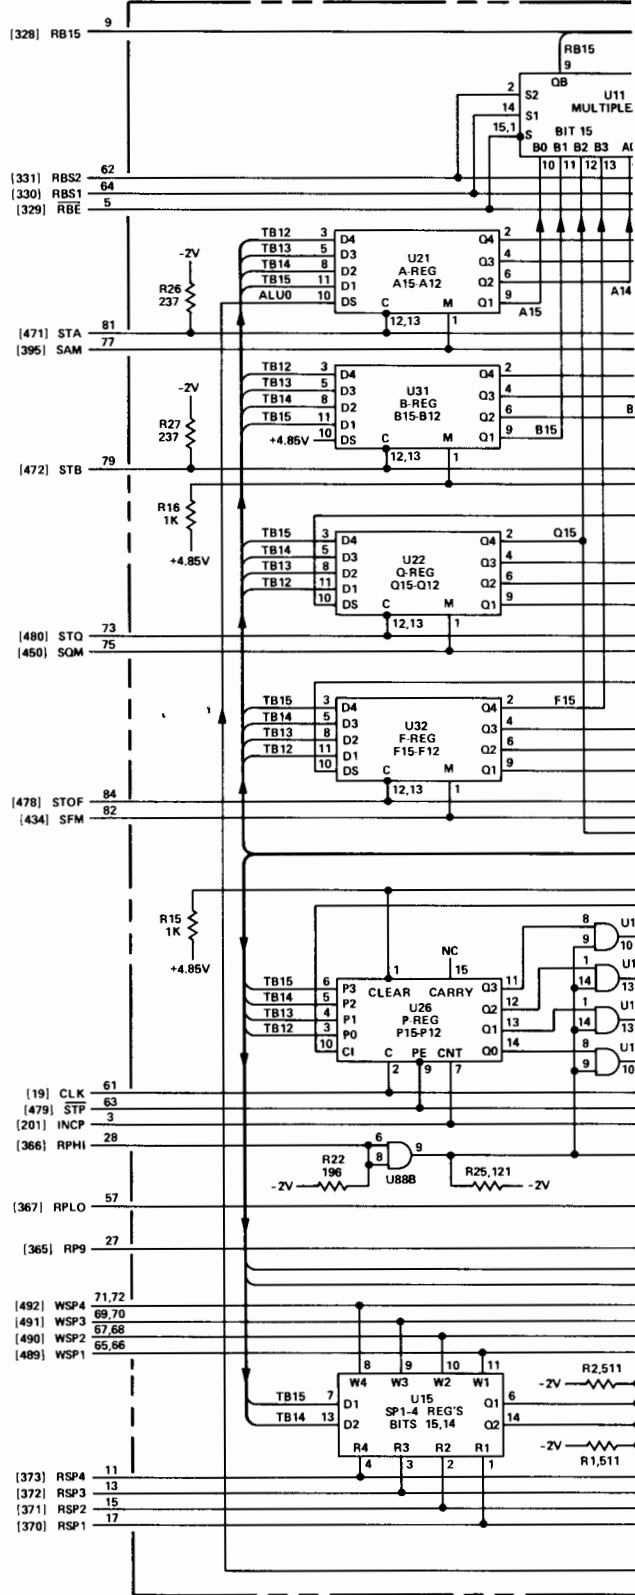 [328] RB15 9
RB15
9
QB
2 S2 U11
14 S1 MULTIPLE
15,1 S BIT 15
B0 B1 B2 B3
10 11 12 13
[331] RBS2 62
[330] RBS1 64
[329] RBE 5
TB12 3 D4 Q4 2
TB13 5 D3 U21 Q3 4
TB14 8 D2 A-REG Q2 6
TB15 11 D1 A15-A12 Q1 9
ALU0 10 DS C M
A15
A14
12,13 1
-2V
R26
237
[471] STA 81
[395] SAM 77
TB12 3 D4 Q4 2
TB13 5 D3 U31 Q3 4
TB14 8 D2 B-REG Q2 6 B
TB15 11 D1 B15-B12 Q1 9 B15
+4.85V 10 DS C M
12,13 1
-2V
R27
237
[472] STB 79
R16
1K
+4.85V
TB15 3 D4 Q4 2 Q15
TB14 5 D3 U22 Q3 4
TB13 8 D2 Q-REG Q2 6
TB12 11 D1 Q15-Q12 Q1 9
10 DS C M
12,13 1
[480] STQ 73
[450] SQM 75
TB15 3 D4 Q4 2 F15
TB14 5 D3 U32 Q3 4
TB13 8 D2 F-REG Q2 6
TB12 11 D1 F15-F12 Q1 9
10 DS C M
12,13 1
[478] STOF 84
[434] SFM 82
R15
1K
+4.85V
NC
1 15
CLEAR CARRY
TB15 6 P3 U26 Q3 11
TB14 5 P2 P-REG Q2 12
TB13 4 P1 P15-P12 Q1 13
TB12 3 P0 Q0 14
10 CI C PE CNT
2 9 7
8 U1
9 10
1 U1
14 13
1 U1
14 13
8 U1
9 10
[19] CLK 61
[479] STP 63
[201] INCP 3
[366] RPHI 28
6
8 9
U88B
R22
196
-2V
R25,121
-2V
[367] RPLO 57
[365] RP9 27
[492] WSP4 71,72
[491] WSP3 69,70
[490] WSP2 67,68
[489] WSP1 65,66
8 9 10 11
W4 W3 W2 W1
TB15 7 D1 U15 Q1 6
SP1-4 REG'S
TB14 13 D2 BITS 15,14 Q2 14
R4 R3 R2 R1
4 3 2 1
R2,511
-2V
-2V
R1,511
[373] RSP4 11
[372] RSP3 13
[371] RSP2 15
[370] RSP1 17